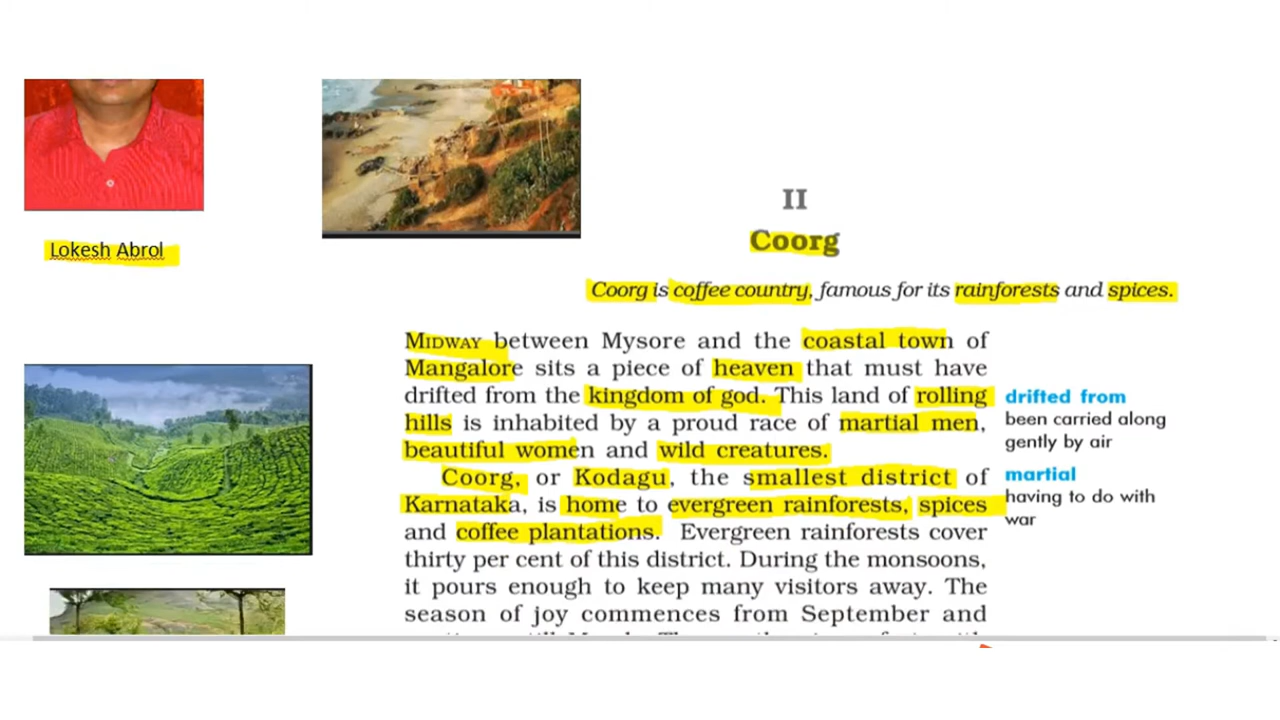 Lokesh Abrol
II
Coorg
Coorg is coffee country, famous for its rainforests and spices.
MIDWAY between Mysore and the coastal town of
Mangalore sits a piece of heaven that must have
drifted from the kingdom of god. This land of rolling
hills is inhabited by a proud race of martial men,
beautiful women and wild creatures.
Coorg, or Kodagu, the smallest district of
Karnataka, is home to evergreen rainforests, spices
and coffee plantations. Evergreen rainforests cover
thirty per cent of this district. During the monsoons,
it pours enough to keep many visitors away. The
season of joy commences from September and
drifted from
been carried along
gently by air
martial
having to do with
war